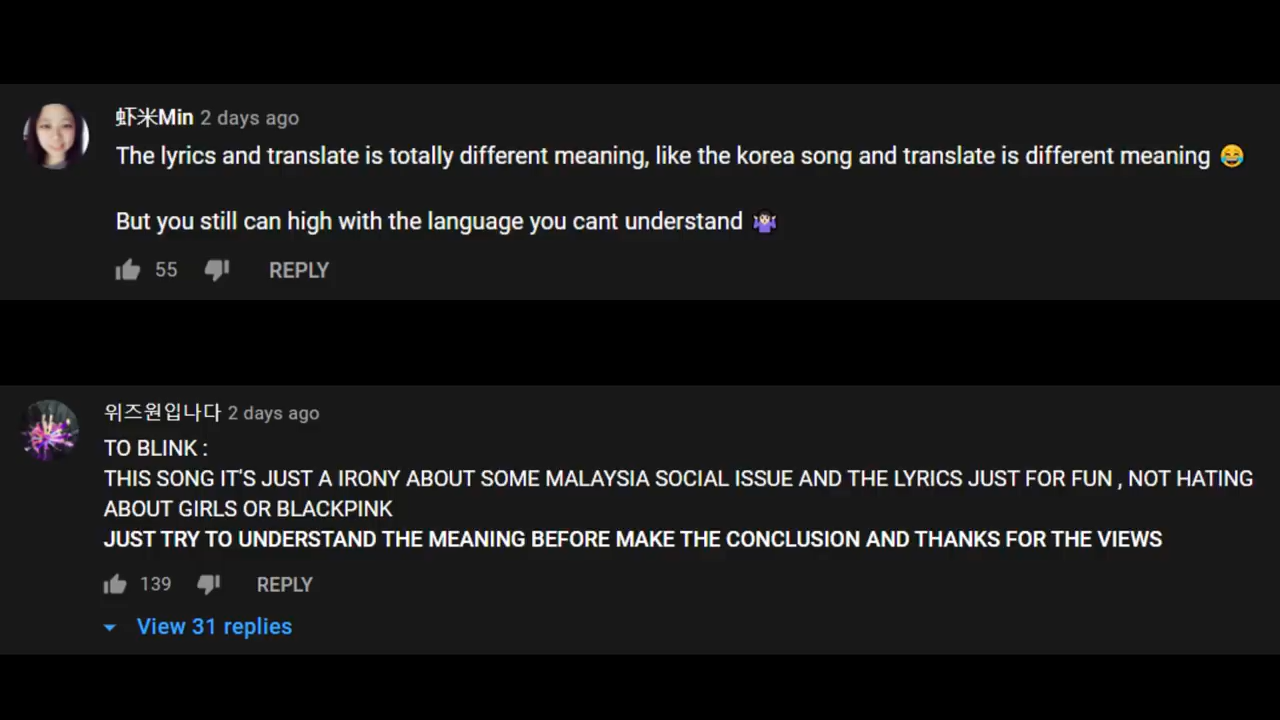 虾米Min 2 days ago
The lyrics and translate is totally different meaning, like the korea song and translate is different meaning 😂
But you still can high with the language you cant understand 🤷🏻‍♀️
55 REPLY
위즈원입나다 2 days ago
TO BLINK :
THIS SONG IT'S JUST A IRONY ABOUT SOME MALAYSIA SOCIAL ISSUE AND THE LYRICS JUST FOR FUN , NOT HATING
ABOUT GIRLS OR BLACKPINK
JUST TRY TO UNDERSTAND THE MEANING BEFORE MAKE THE CONCLUSION AND THANKS FOR THE VIEWS
139 REPLY
View 31 replies